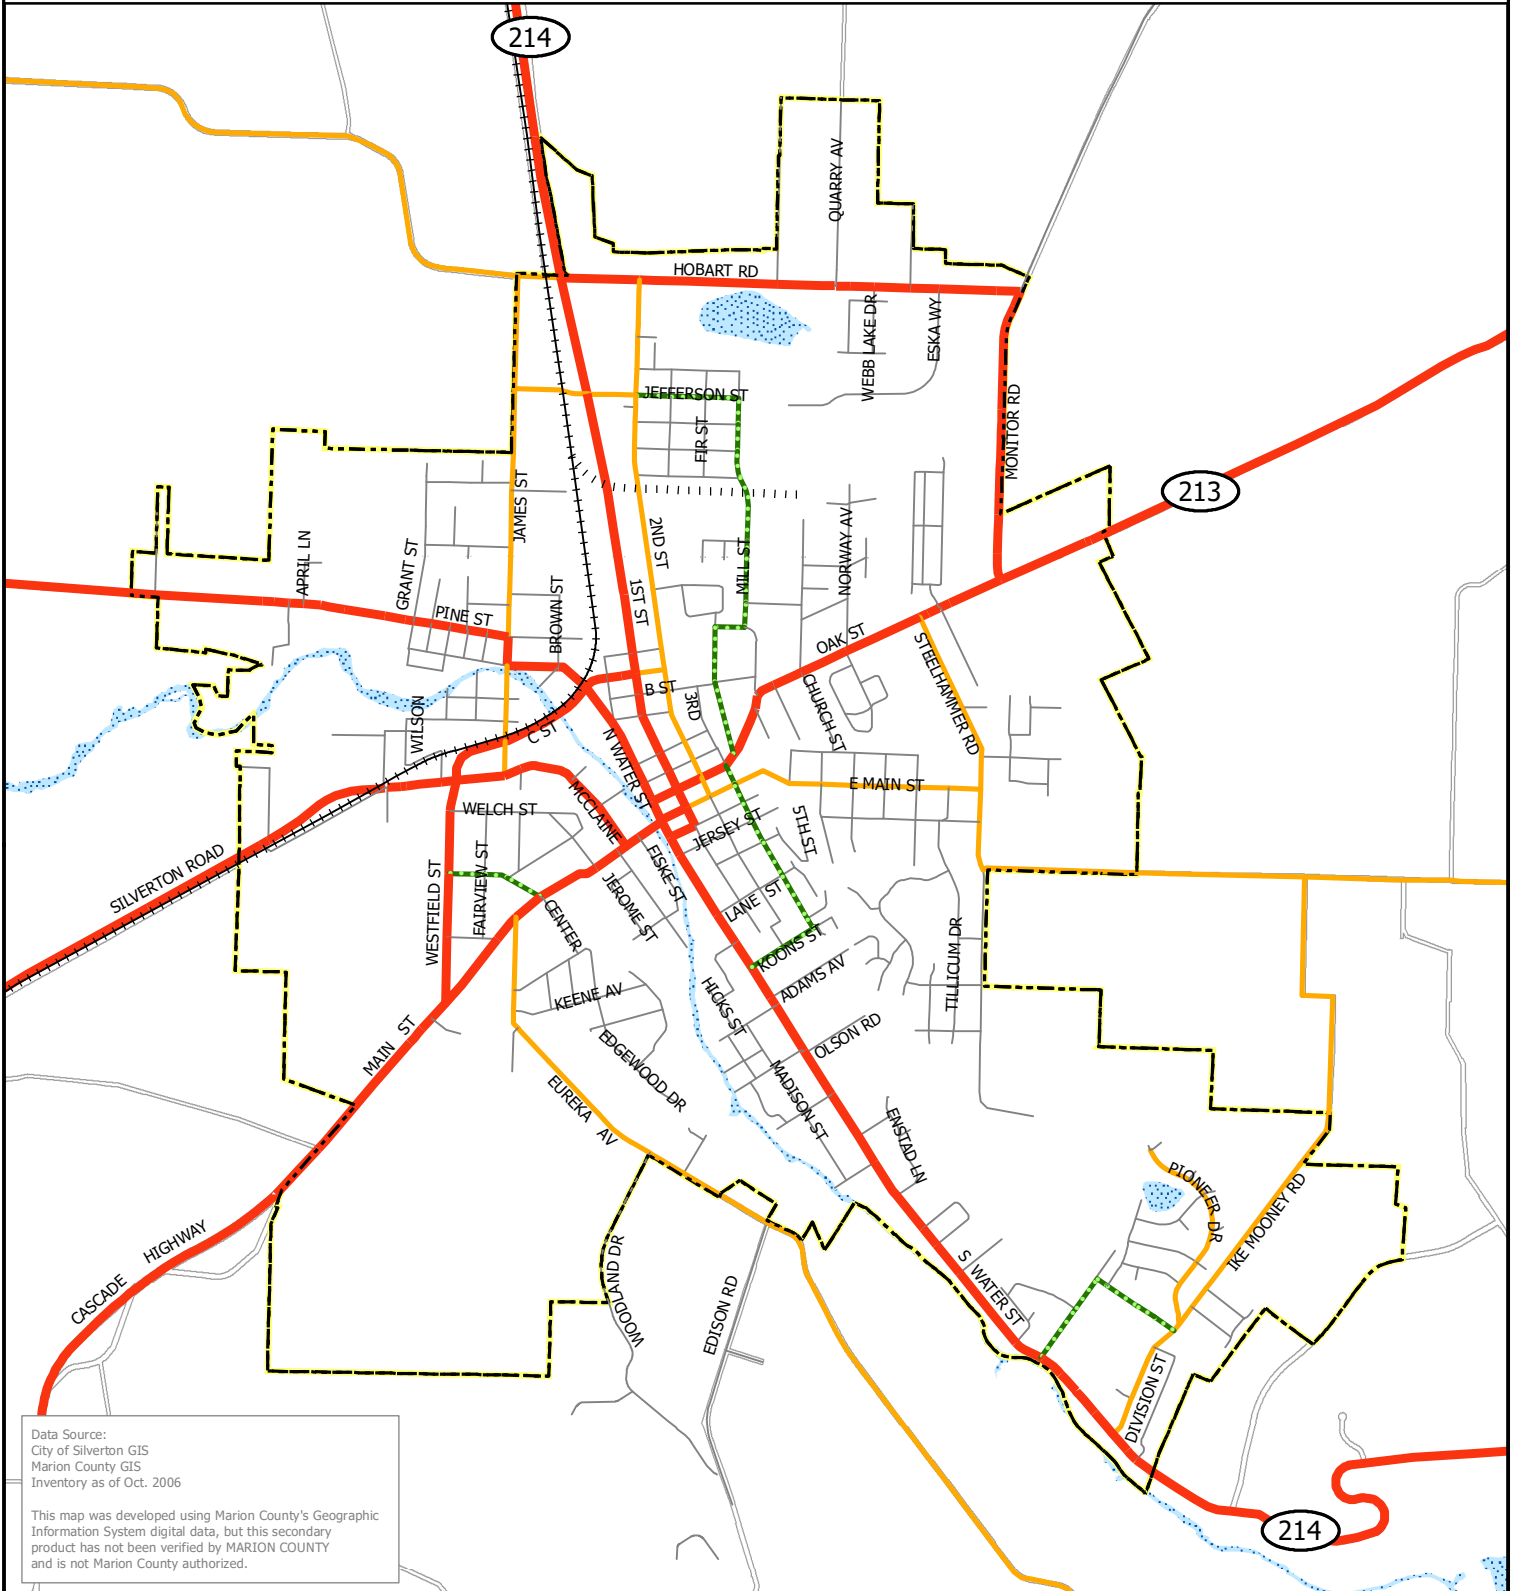 214
QUARRY AV
HOBART RD
WEBB LAKE DR
ESKA WY
JEFFERSON ST
MONITOR RD
FIR ST
213
JAMES ST
2ND ST
NORWAY AV
APRIL LN
GRANT ST
MILL ST
BROWN ST
1ST ST
PINE ST
OAK ST
STEELHAMMER RD
B ST
3RD
CHURCH ST
WILSON
C ST
N WATER ST
E MAIN ST
MCCLAINE
WELCH ST
JERSEY ST
5TH ST
SILVERTON ROAD
FAIRVIEW ST
FISKE ST
WESTFIELD ST
JEROME ST
LANE ST
CENTER
KOONS ST
TILLICUM DR
ADAMS AV
KEENE AV
HICKS ST
MAIN ST
OLSON RD
EDGEWOOD DR
MADISON ST
EUREKA AV
ENSTAD LN
PIONEER DR
IKE MOONEY RD
CASCADE HIGHWAY
WOODLAND DR
EDISON RD
S WATER ST
DIVISION ST
214
Data Source:
City of Silverton GIS
Marion County GIS
Inventory as of Oct. 2006
This map was developed using Marion County's Geographic
Information System digital data, but this secondary
product has not been verified by MARION COUNTY
and is not Marion County authorized.